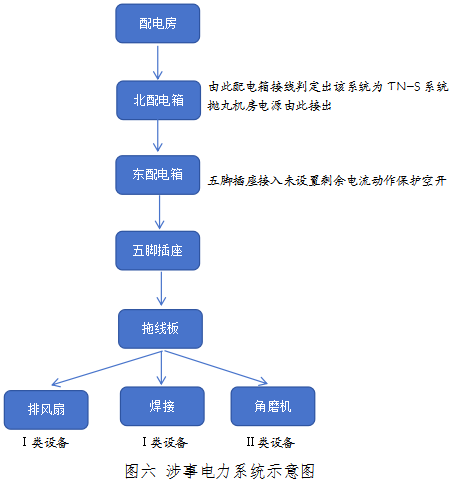 配电房
北配电箱
由此配电箱接线判定出该系统为 TN-S 系统
抛丸机房电源由此接出
东配电箱
五脚插座接入未设置剩余电流动作保护空开
五脚插座
拖线板
排风扇
焊接
角磨机
I 类设备
I 类设备
II类设备
图六 涉事电力系统示意图